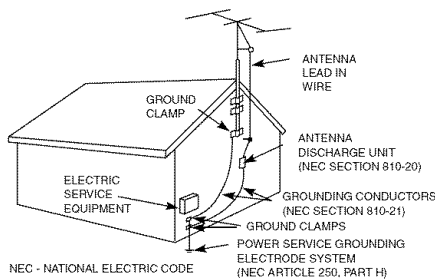 ANTENNA
LEAD IN
WIRE
GROUND
CLAMP
ANTENNA
DISCHARGE UNIT
(NEC SECTION 810-20)
ELECTRIC
SERVICE
EQUIPMENT
GROUNDING CONDUCTORS
(NEC SECTION 810-21)
GROUND CLAMPS
POWER SERVICE GROUNDING
ELECTRODE SYSTEM
(NEC ARTICLE 250, PART H)
NEC - NATIONAL ELECTRIC CODE